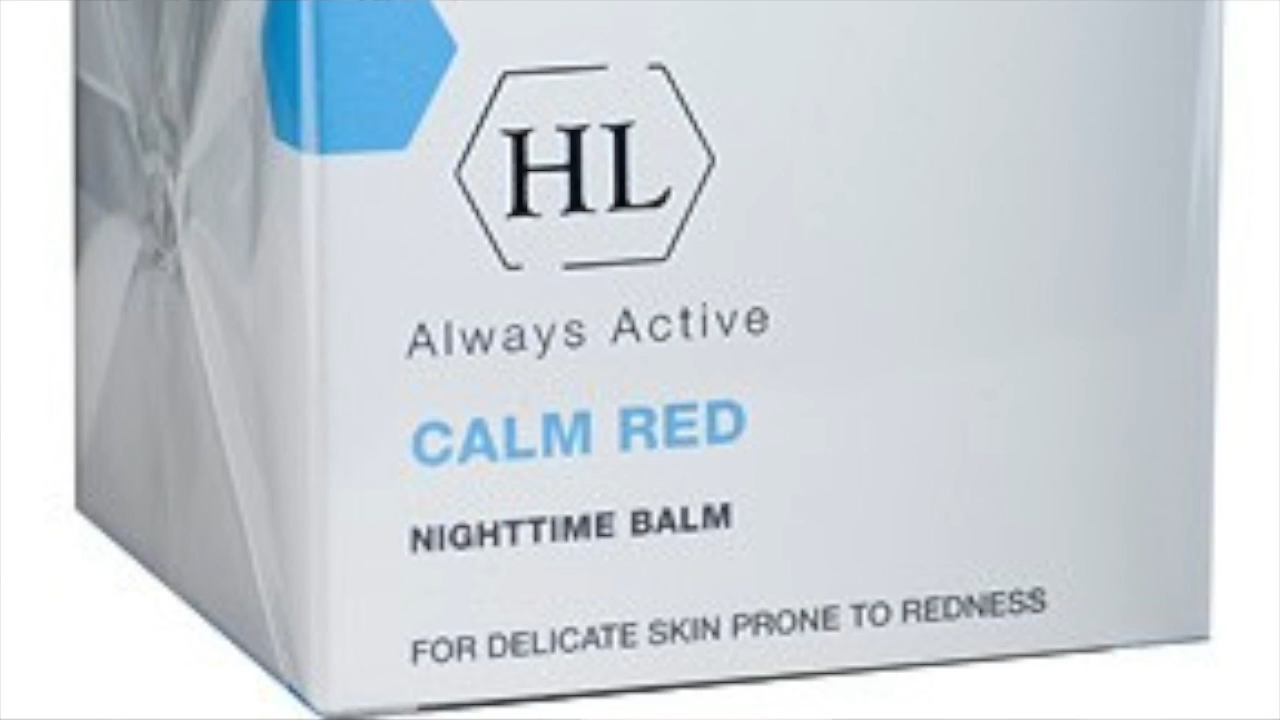 HL
Always Active
CALM RED
NIGHTTIME BALM
FOR DELICATE SKIN PRONE TO REDNESS